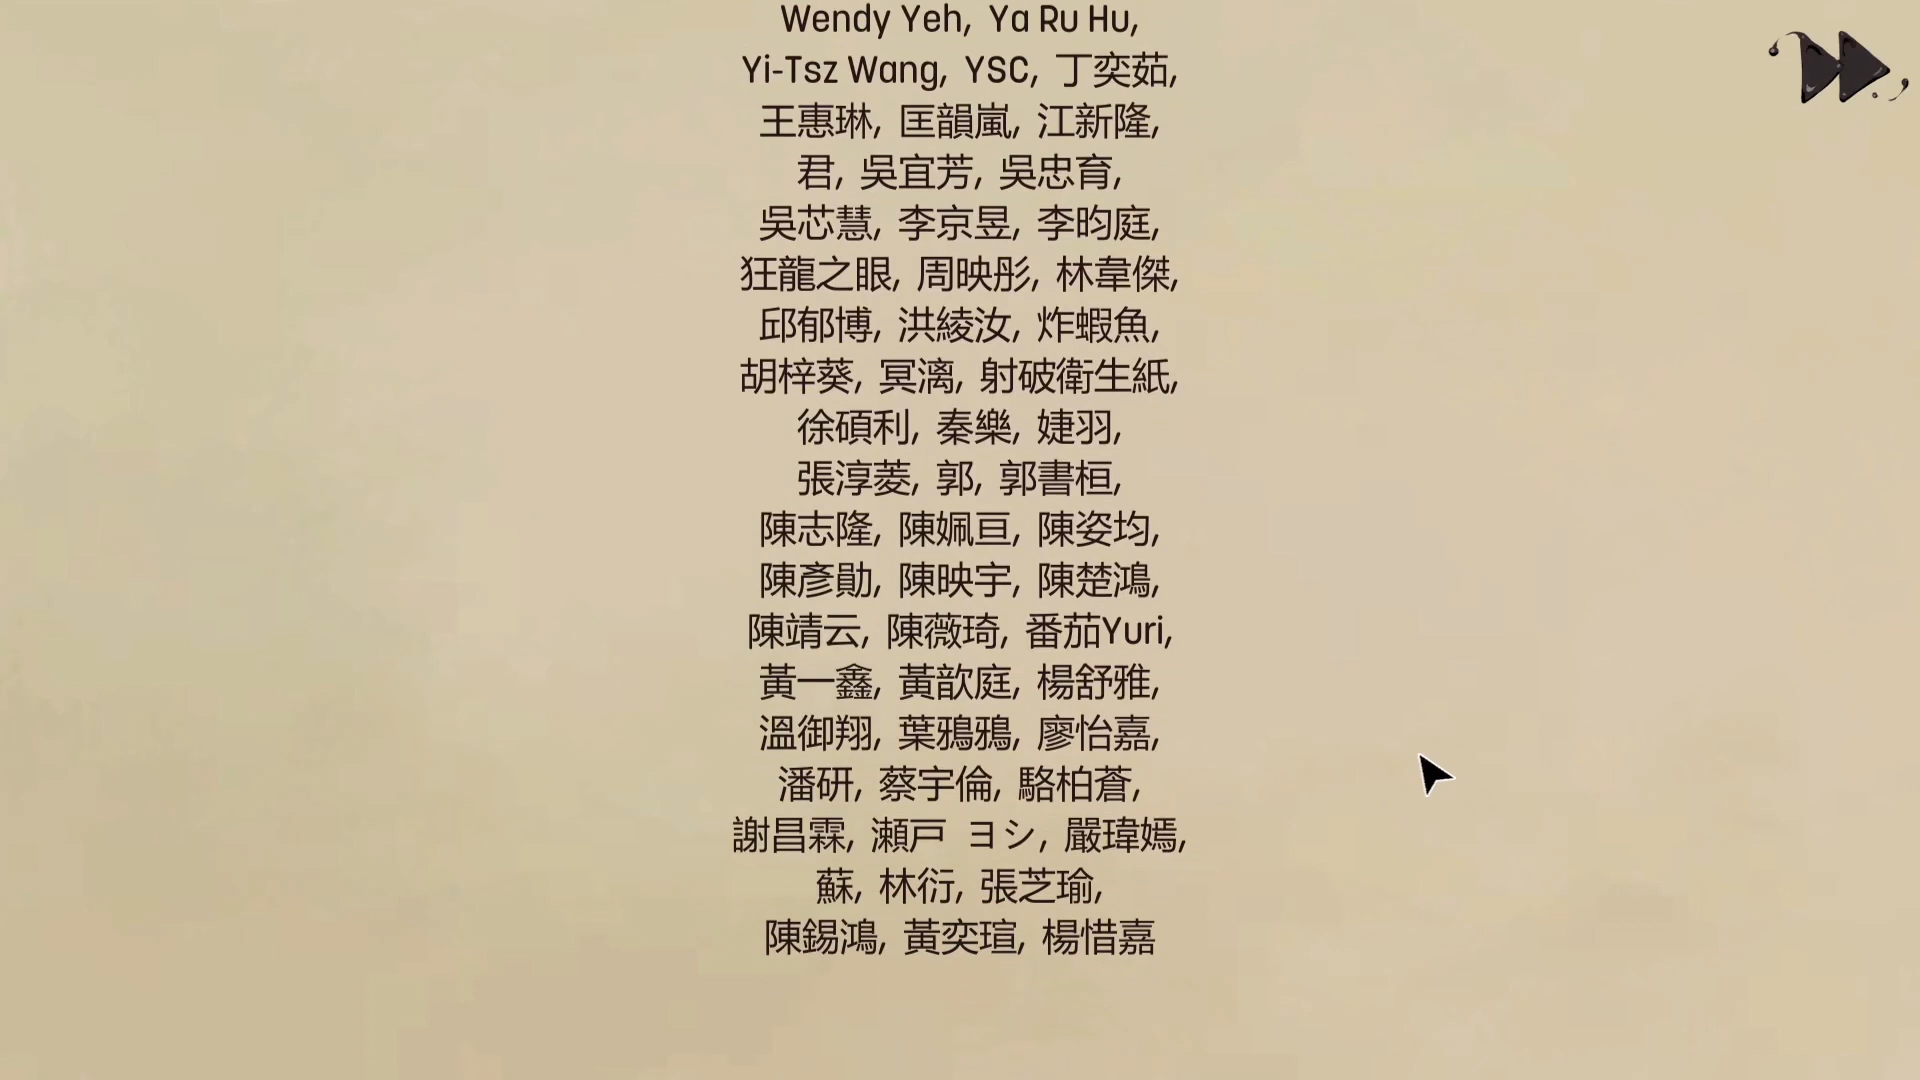 Wendy Yeh, Ya Ru Hu,
Yi-Tsz Wang, YSC, 丁奕茹,
王惠琳, 匡韻嵐, 江新隆,
君, 吳宜芳, 吳忠育,
吳芯慧, 李京昱, 李昀庭,
狂龍之眼, 周映彤, 林韋傑,
邱郁博, 洪綾汝, 炸蝦魚,
胡梓葵, 冥漓, 射破衛生紙,
徐碩利, 秦樂, 婕羽,
張淳菱, 郭, 郭書桓,
陳志隆, 陳姵亘, 陳姿均,
陳彥勛, 陳映宇, 陳楚鴻,
陳靖云, 陳薇琦, 番茄Yuri,
黃一鑫, 黃歆庭, 楊舒雅,
溫御翔, 葉鴉鴉, 廖怡嘉,
潘研, 蔡宇倫, 駱柏蒼,
謝昌霖, 瀬戸 ヨシ, 嚴瑋嫣,
蘇, 林衍, 張芝瑜,
陳錫鴻, 黃奕瑄, 楊惜嘉